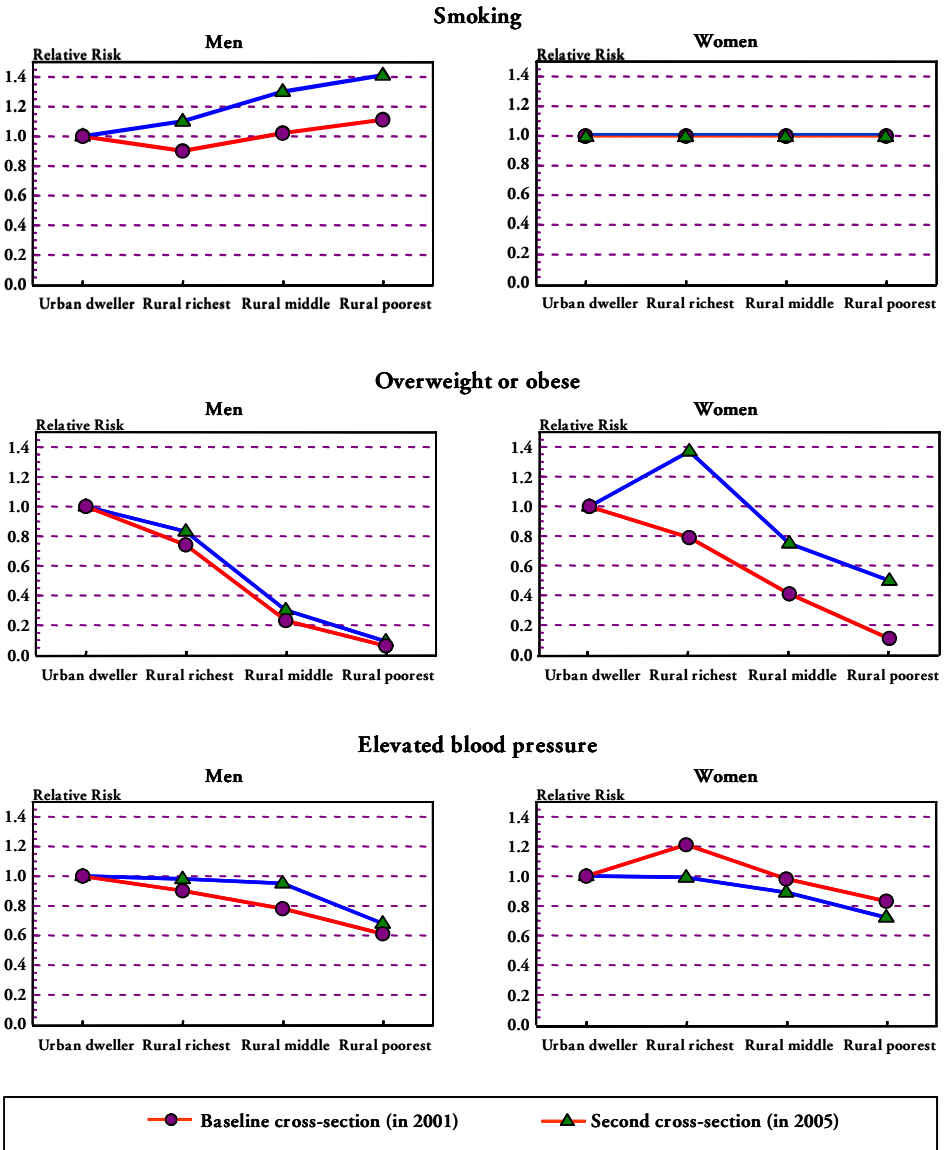 Smoking
Men
Women
Relative Risk
Relative Risk
1.4
1.2
1.0
0.8
0.6
0.4
0.2
0.0
Urban dweller Rural richest Rural middle Rural poorest
1.4
1.2
1.0
0.8
0.6
0.4
0.2
0.0
Urban dweller Rural richest Rural middle Rural poorest
Overweight or obese
Men
Women
Relative Risk
Relative Risk
1.4
1.2
1.0
0.8
0.6
0.4
0.2
0.0
Urban dweller Rural richest Rural middle Rural poorest
1.4
1.2
1.0
0.8
0.6
0.4
0.2
0.0
Urban dweller Rural richest Rural middle Rural poorest
Elevated blood pressure
Men
Women
Relative Risk
Relative Risk
1.4
1.2
1.0
0.8
0.6
0.4
0.2
0.0
Urban dweller Rural richest Rural middle Rural poorest
1.4
1.2
1.0
0.8
0.6
0.4
0.2
0.0
Urban dweller Rural richest Rural middle Rural poorest
Baseline cross-section (in 2001) Second cross-section (in 2005)